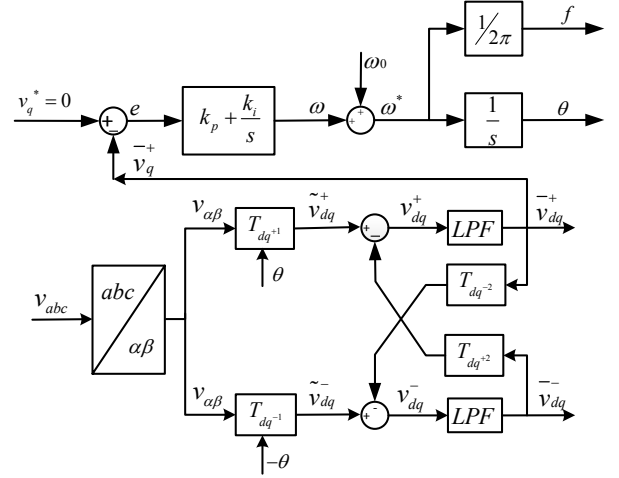 1/2π
f
v_q* = 0
+
−
e
k_p + k_i/s
ω
ω₀
+
+
ω*
1/s
θ
v̄_q⁺
v_αβ
T_dq⁺¹
θ
ṽ_dq⁺
+
−
v_dq⁺
LPF
v̄_dq⁺
T_dq⁻²
v_abc
abc
αβ
T_dq⁺²
v_αβ
T_dq⁻¹
−θ
ṽ_dq⁻
+
-
v_dq⁻
LPF
v̄_dq⁻